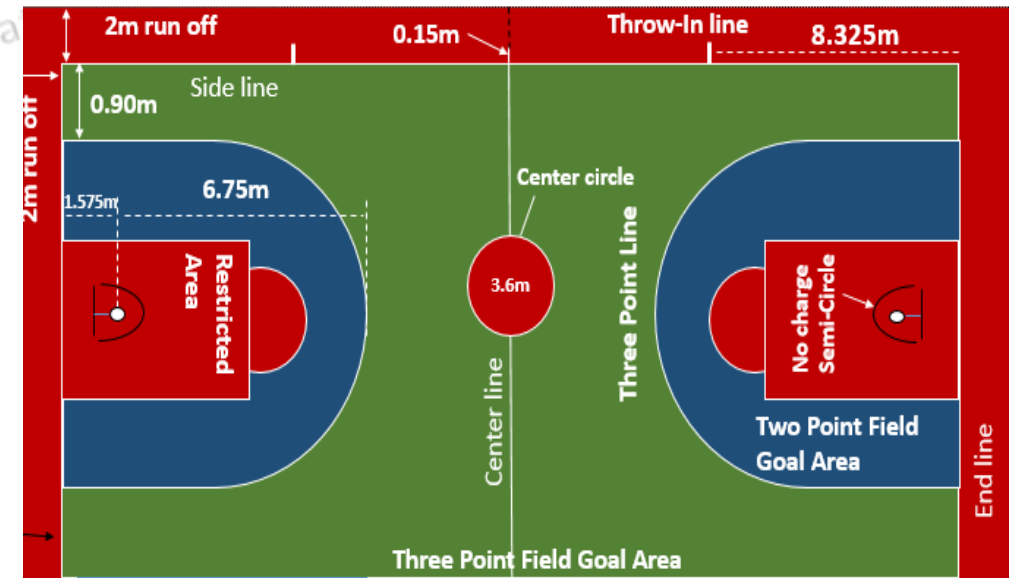 2m run off
0.15m
Throw-In line
8.325m
Side line
0.90m
2m run off
6.75m
1.575m
Center circle
3.6m
Restricted
Area
Three Point Line
No charge
Semi-Circle
Center line
Two Point Field
Goal Area
End line
Three Point Field Goal Area